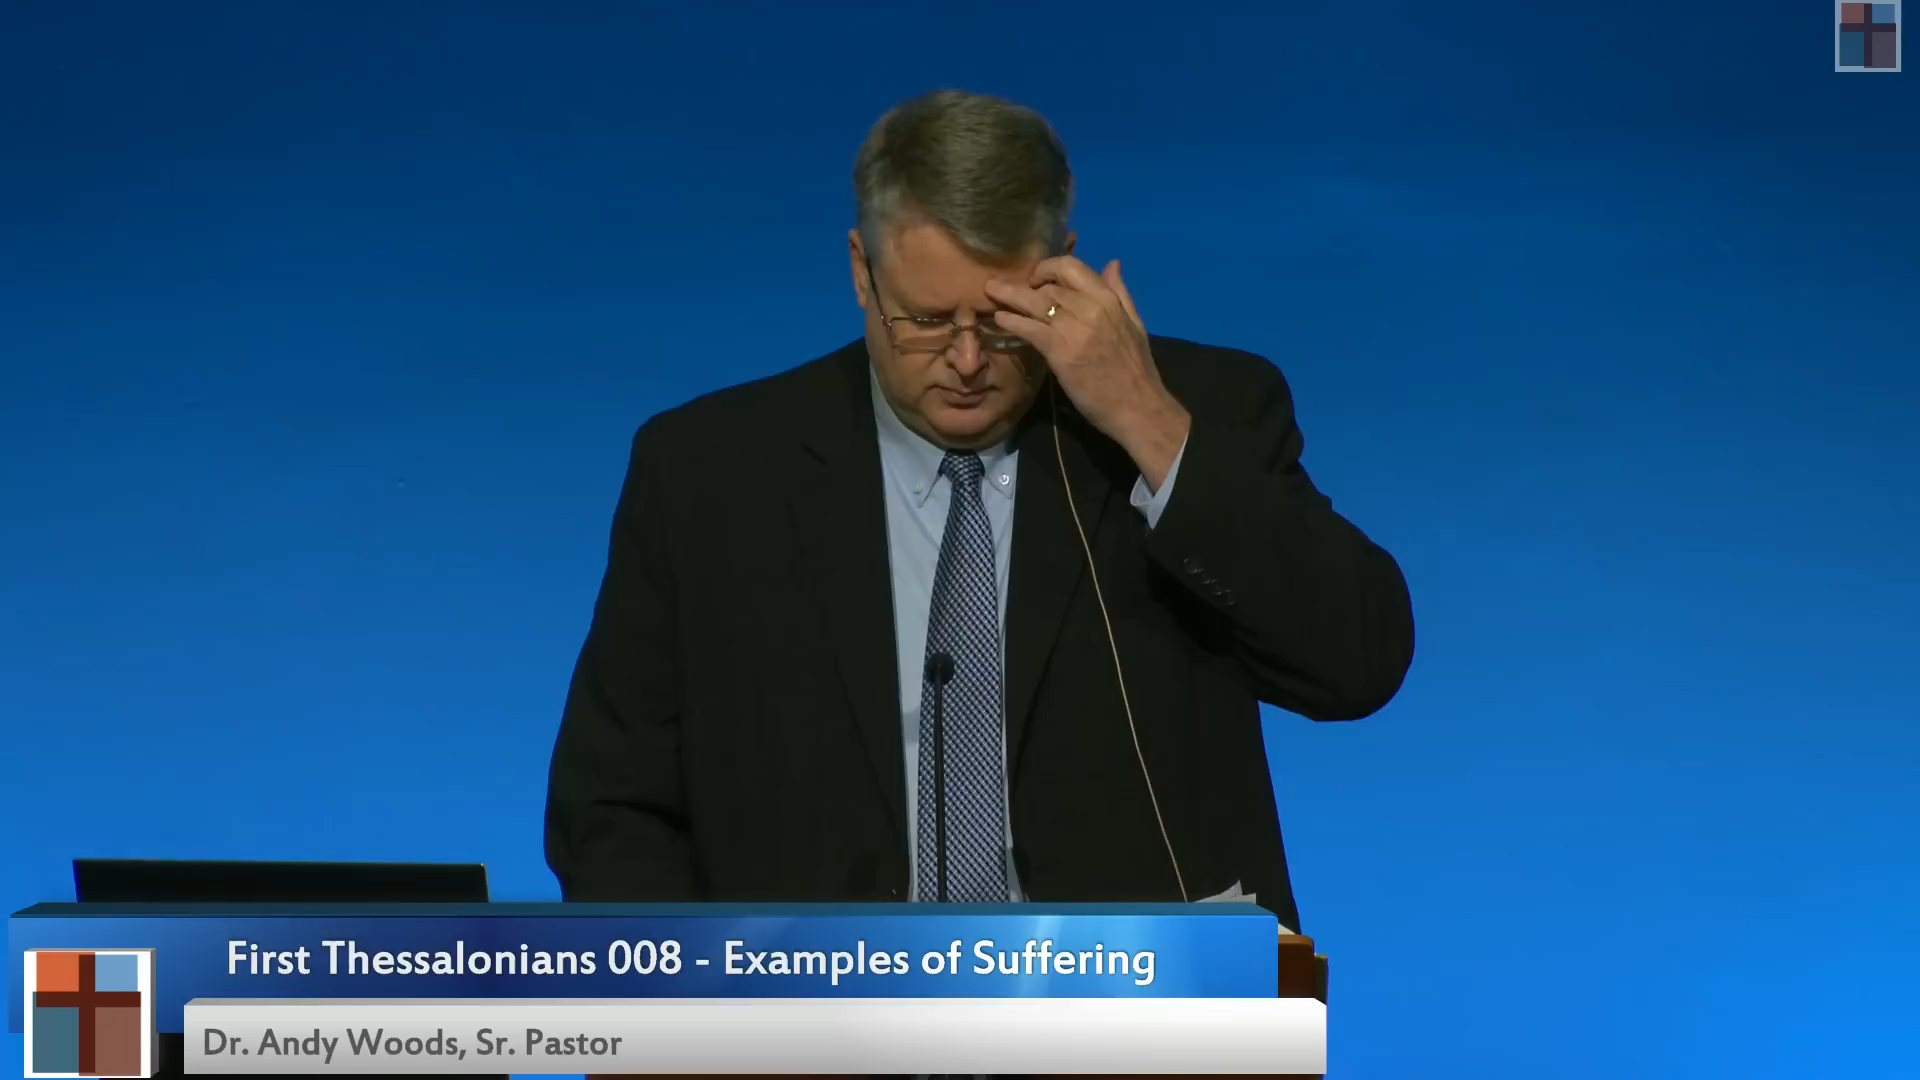 First Thessalonians 008 - Examples of Suffering
Dr. Andy Woods, Sr. Pastor